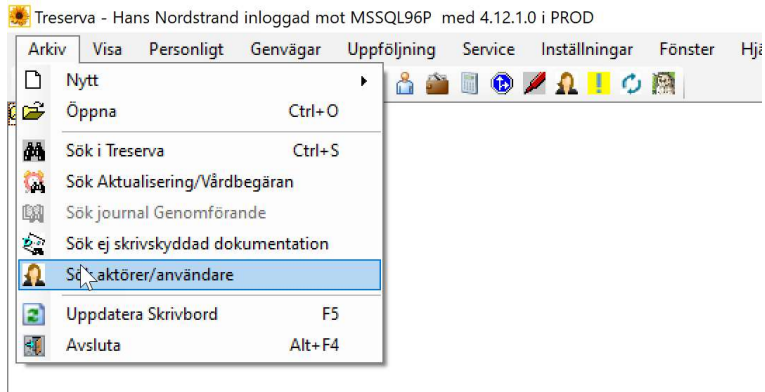 Treserva - Hans Nordstrand inloggad mot MSSQL96P med 4.12.1.0 i PROD
Arkiv Visa Personligt Genvägar Uppföljning Service Inställningar Fönster Hjä
Nytt
Öppna Ctrl+O
Sök i Treserva Ctrl+S
Sök Aktualisering/Vårdbegäran
Sök journal Genomförande
Sök ej skrivskyddad dokumentation
Sök aktörer/användare
Uppdatera Skrivbord F5
Avsluta Alt+F4